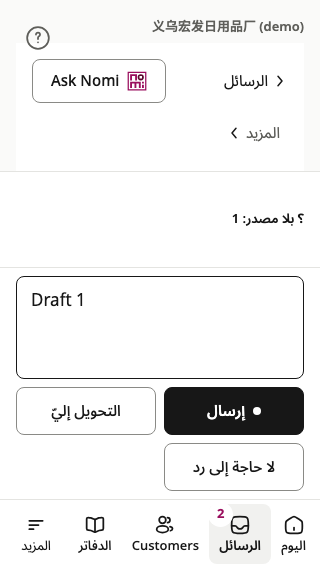 义乌宏发日用品厂 (demo)
?
الرسائل
nomi Ask Nomi
المزيد
؟ بلا مصدر: 1
Draft 1
إرسال
التحويل إليّ
لا حاجة إلى رد
اليوم
2 الرسائل
Customers
الدفاتر
المزيد